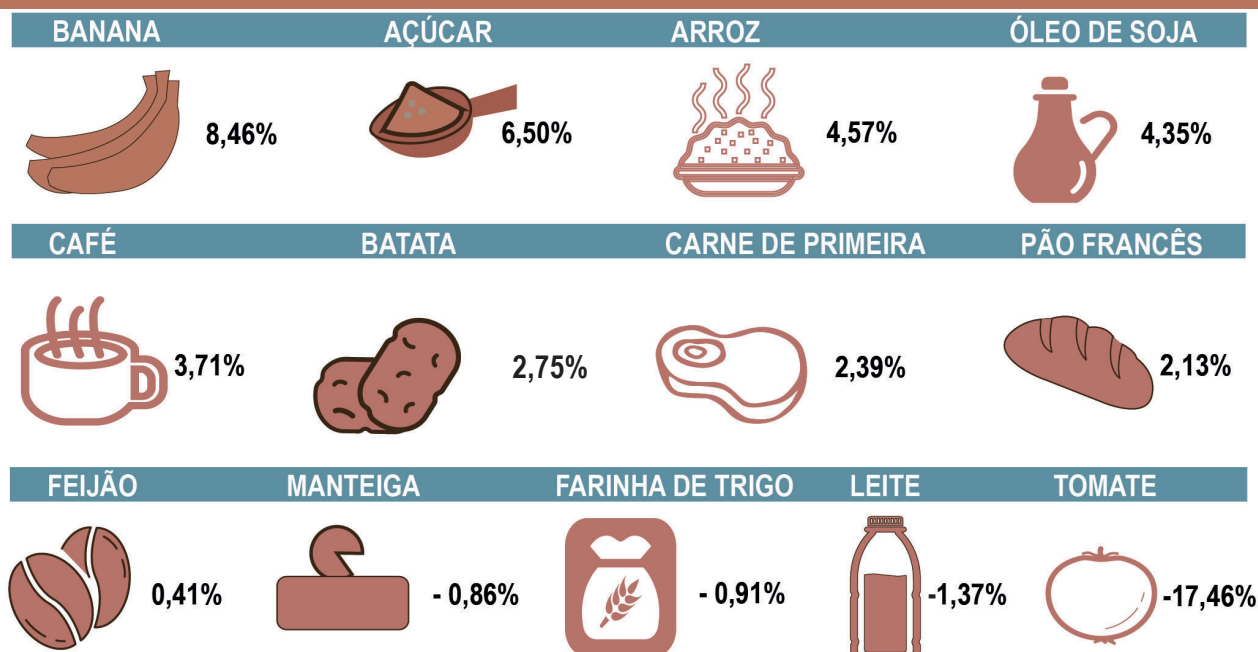 BANANA AÇÚCAR ARROZ ÓLEO DE SOJA
8,46% 6,50% 4,57% 4,35%
CAFÉ BATATA CARNE DE PRIMEIRA PÃO FRANCÊS
3,71% 2,75% 2,39% 2,13%
FEIJÃO MANTEIGA FARINHA DE TRIGO LEITE TOMATE
0,41% - 0,86% - 0,91% -1,37% -17,46%